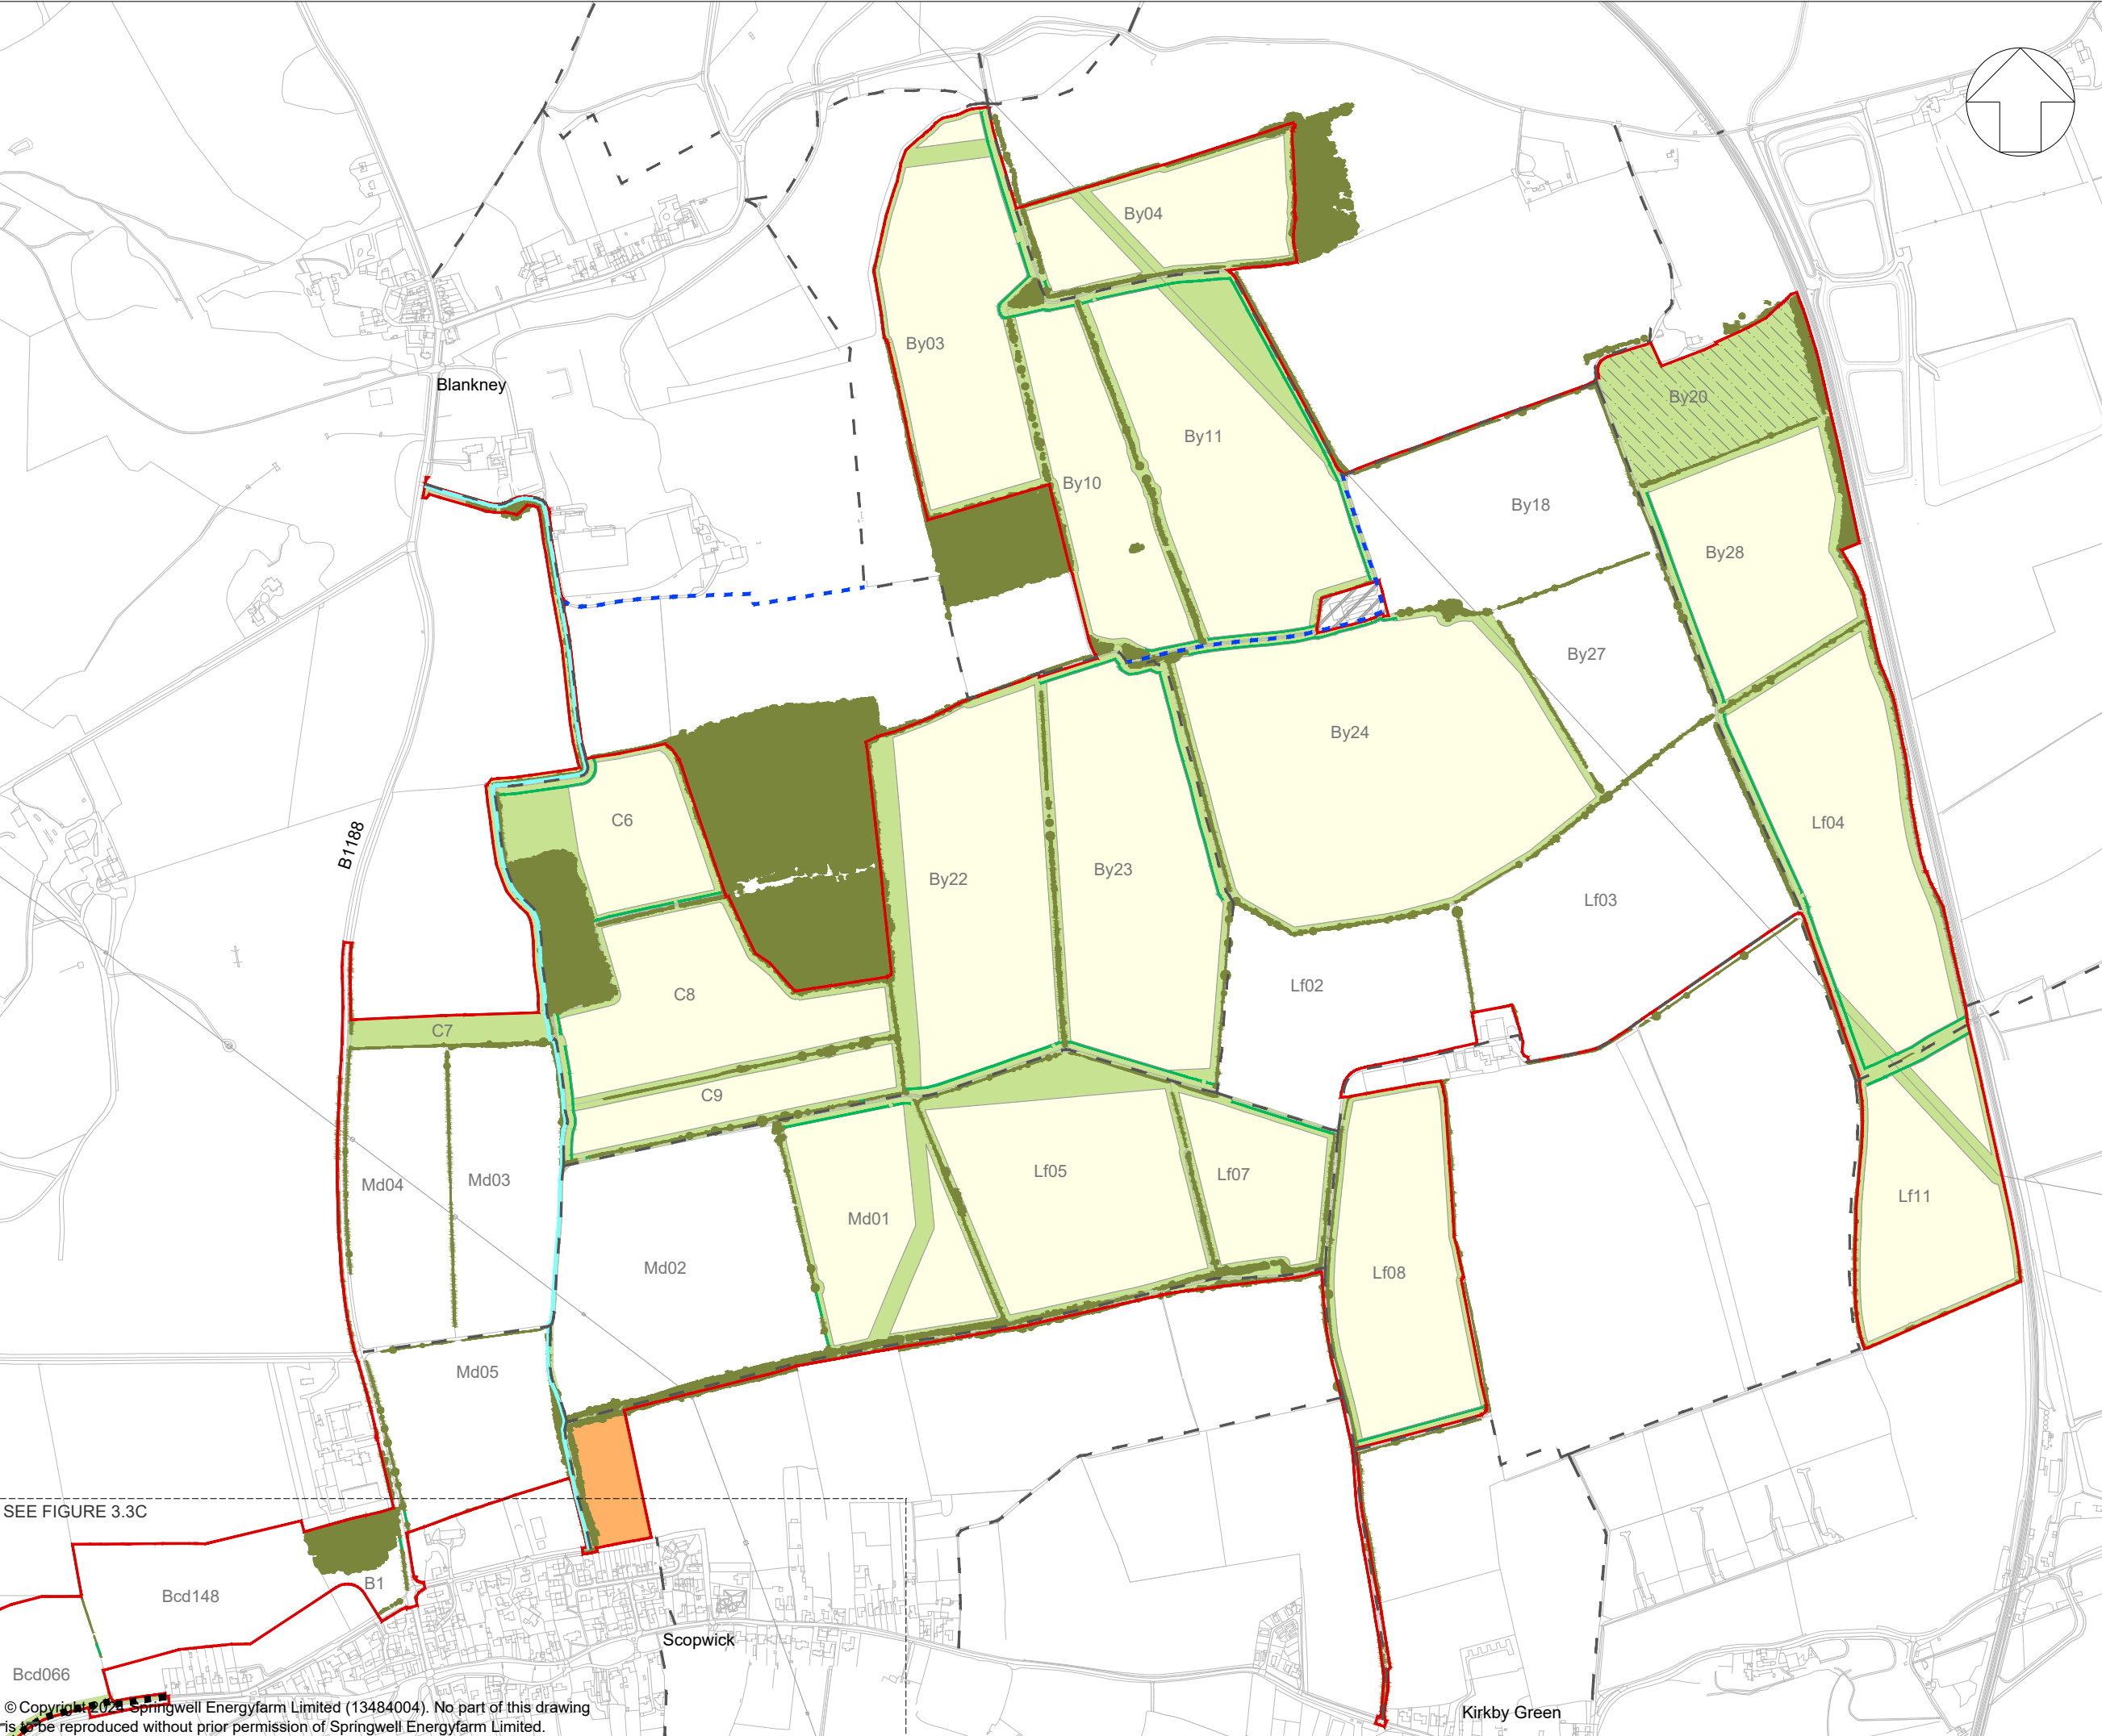 By04
By03
Blankney
By20
By11
By10
By18
By28
By27
By24
B1188
C6
Lf04
By23
By22
Lf03
Lf02
C8
C7
C9
Lf05
Lf07
Md03
Md04
Lf11
Md01
Md02
Lf08
Md05
SEE FIGURE 3.3C
B1
Bcd148
Scopwick
Bcd066
Kirkby Green
© Copyright 2024 Springwell Energyfarm Limited (13484004). No part of this drawing
is to be reproduced without prior permission of Springwell Energyfarm Limited.